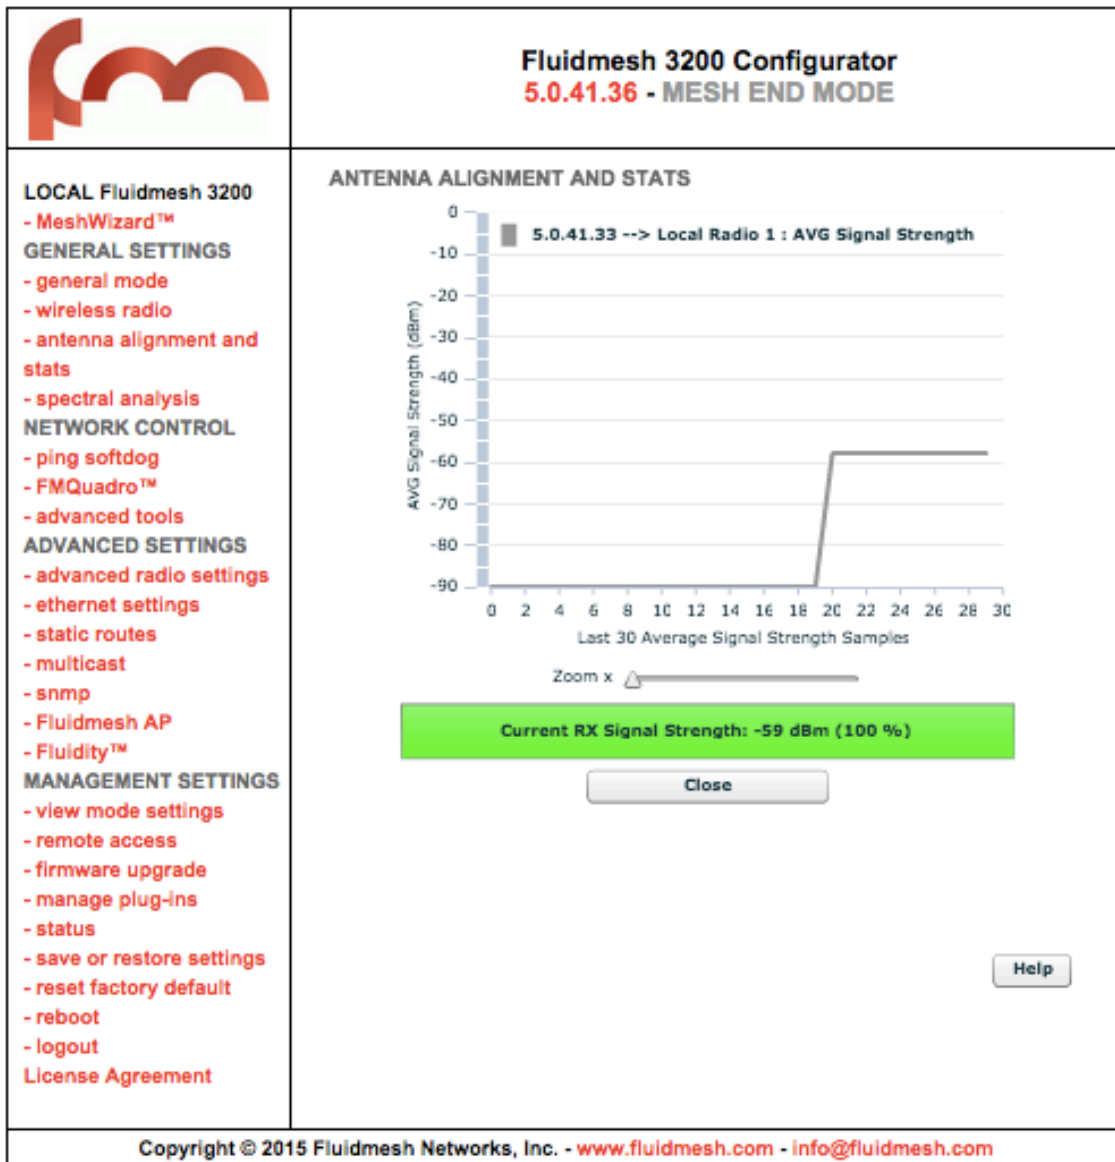 Fluidmesh 3200 Configurator
5.0.41.36 - MESH END MODE
LOCAL Fluidmesh 3200
- MeshWizard™
GENERAL SETTINGS
- general mode
- wireless radio
- antenna alignment and
stats
- spectral analysis
NETWORK CONTROL
- ping softdog
- FMQuadro™
- advanced tools
ADVANCED SETTINGS
- advanced radio settings
- ethernet settings
- static routes
- multicast
- snmp
- Fluidmesh AP
- Fluidity™
MANAGEMENT SETTINGS
- view mode settings
- remote access
- firmware upgrade
- manage plug-ins
- status
- save or restore settings
- reset factory default
- reboot
- logout
License Agreement
ANTENNA ALIGNMENT AND STATS
5.0.41.33 --> Local Radio 1 : AVG Signal Strength
AVG Signal Strength (dBm)
0
-10
-20
-30
-40
-50
-60
-70
-80
-90
0 2 4 6 8 10 12 14 16 18 20 22 24 26 28 30
Last 30 Average Signal Strength Samples
Zoom x
Current RX Signal Strength: -59 dBm (100 %)
Close
Help
Copyright © 2015 Fluidmesh Networks, Inc. - www.fluidmesh.com - info@fluidmesh.com